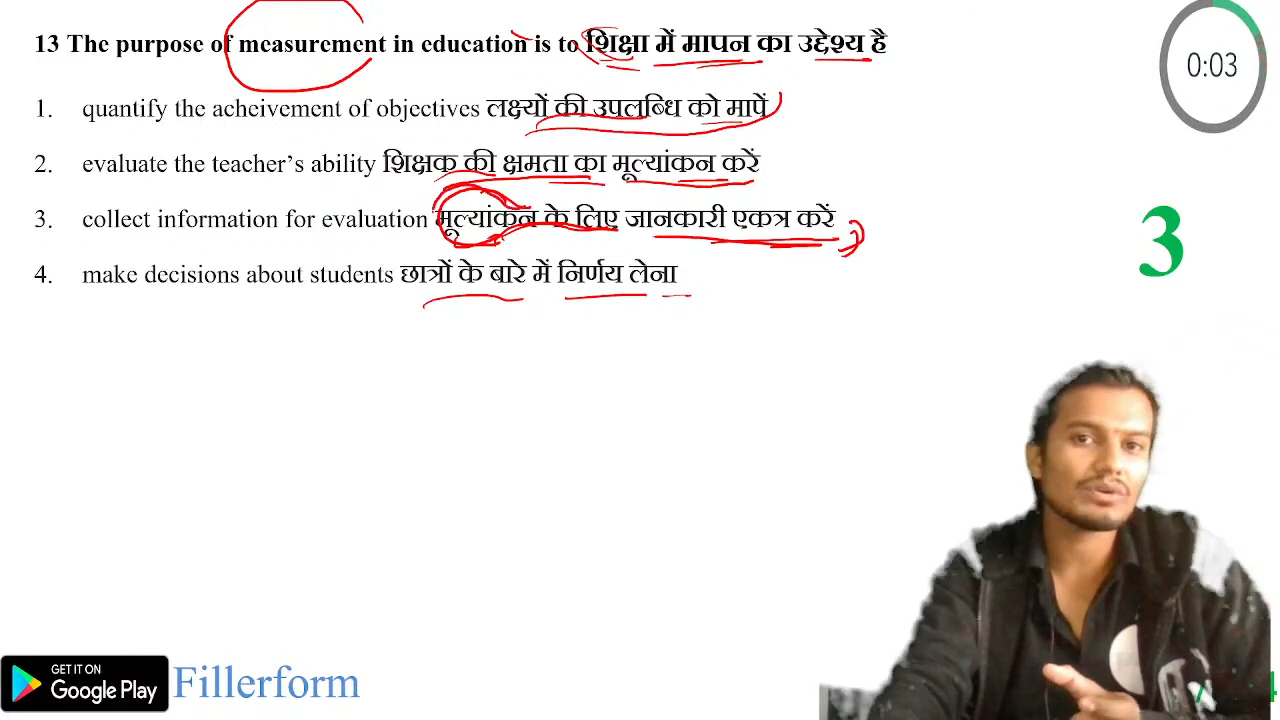 13 The purpose of measurement in education is to शिक्षा में मापन का उद्देश्य है
0:03
1. quantify the acheivement of objectives लक्ष्यों की उपलब्धि को मापें
2. evaluate the teacher's ability शिक्षक की क्षमता का मूल्यांकन करें
3. collect information for evaluation मूल्यांकन के लिए जानकारी एकत्र करें
3
4. make decisions about students छात्रों के बारे में निर्णय लेना
GET IT ON
Google Play
Fillerform